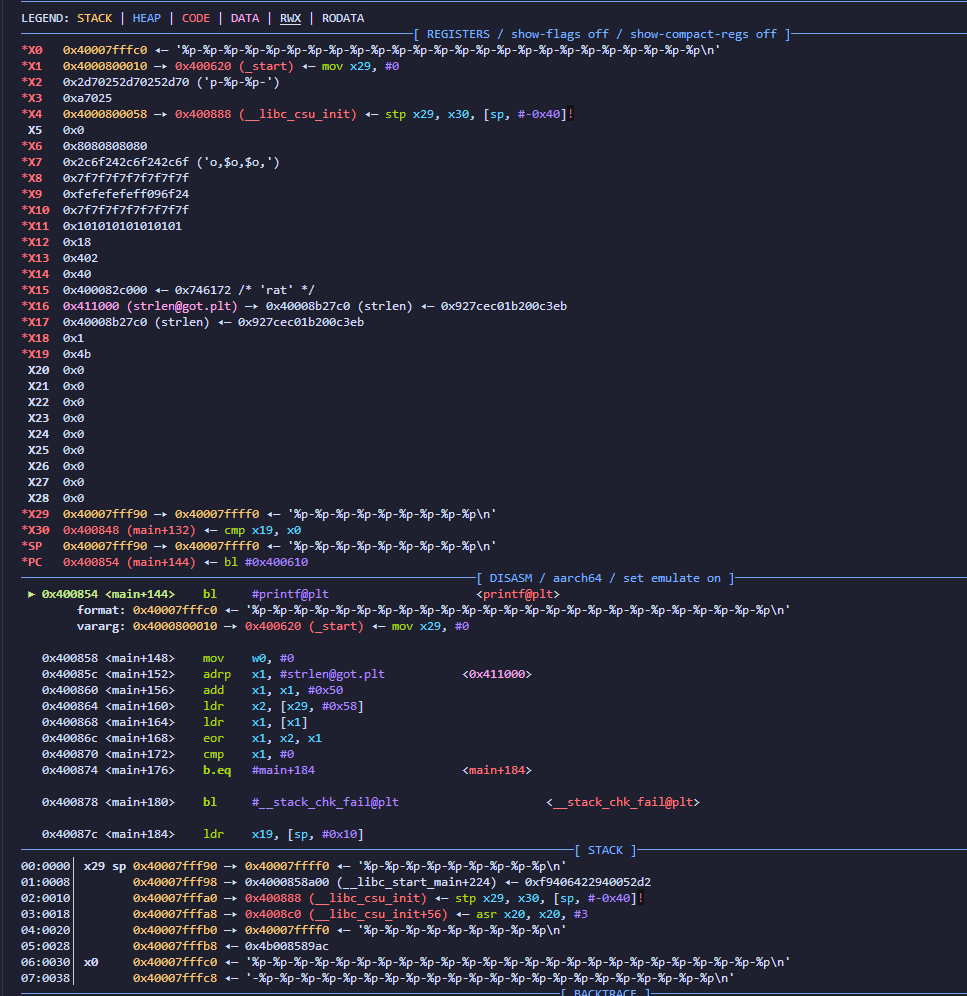 LEGEND: STACK | HEAP | CODE | DATA | RWX | RODATA
[ REGISTERS / show-flags off / show-compact-regs off ]
*X0 0x40007fffc0 ◂— '%p-%p-%p-%p-%p-%p-%p-%p-%p-%p-%p-%p-%p-%p-%p-%p-%p-%p-%p-%p-%p-%p-%p-%p-%p\n'
*X1 0x4000800010 —▸ 0x400620 (_start) ◂— mov x29, #0
*X2 0x2d70252d70252d70 ('p-%p-%p-')
*X3 0xa7025
*X4 0x4000800058 —▸ 0x400888 (__libc_csu_init) ◂— stp x29, x30, [sp, #-0x40]!
X5 0x0
*X6 0x8080808080
*X7 0x2c6f242c6f242c6f ('o,$o,$o,')
*X8 0x7f7f7f7f7f7f7f7f
*X9 0xfefefefeff096f24
*X10 0x7f7f7f7f7f7f7f7f
*X11 0x101010101010101
*X12 0x18
*X13 0x402
*X14 0x40
*X15 0x400082c000 ◂— 0x746172 /* 'rat' */
*X16 0x411000 (strlen@got.plt) —▸ 0x40008b27c0 (strlen) ◂— 0x927cec01b200c3eb
*X17 0x40008b27c0 (strlen) ◂— 0x927cec01b200c3eb
*X18 0x1
*X19 0x4b
X20 0x0
X21 0x0
X22 0x0
X23 0x0
X24 0x0
X25 0x0
X26 0x0
X27 0x0
X28 0x0
*X29 0x40007fff90 —▸ 0x40007ffff0 ◂— '%p-%p-%p-%p-%p-%p-%p-%p-%p\n'
*X30 0x400848 (main+132) ◂— cmp x19, x0
*SP 0x40007fff90 —▸ 0x40007ffff0 ◂— '%p-%p-%p-%p-%p-%p-%p-%p-%p\n'
*PC 0x400854 (main+144) ◂— bl #0x400610
[ DISASM / aarch64 / set emulate on ]
► 0x400854 <main+144> bl #printf@plt <printf@plt>
format: 0x40007fffc0 ◂— '%p-%p-%p-%p-%p-%p-%p-%p-%p-%p-%p-%p-%p-%p-%p-%p-%p-%p-%p-%p-%p-%p-%p-%p-%p\n'
vararg: 0x4000800010 —▸ 0x400620 (_start) ◂— mov x29, #0
0x400858 <main+148> mov w0, #0
0x40085c <main+152> adrp x1, #strlen@got.plt <0x411000>
0x400860 <main+156> add x1, x1, #0x50
0x400864 <main+160> ldr x2, [x29, #0x58]
0x400868 <main+164> ldr x1, [x1]
0x40086c <main+168> eor x1, x2, x1
0x400870 <main+172> cmp x1, #0
0x400874 <main+176> b.eq #main+184 <main+184>
0x400878 <main+180> bl #__stack_chk_fail@plt <__stack_chk_fail@plt>
0x40087c <main+184> ldr x19, [sp, #0x10]
[ STACK ]
00:0000│ x29 sp 0x40007fff90 —▸ 0x40007ffff0 ◂— '%p-%p-%p-%p-%p-%p-%p-%p-%p\n'
01:0008│ 0x40007fff98 —▸ 0x4000858a00 (__libc_start_main+224) ◂— 0xf9406422940052d2
02:0010│ 0x40007fffa0 —▸ 0x400888 (__libc_csu_init) ◂— stp x29, x30, [sp, #-0x40]!
03:0018│ 0x40007fffa8 —▸ 0x4008c0 (__libc_csu_init+56) ◂— asr x20, x20, #3
04:0020│ 0x40007fffb0 —▸ 0x40007ffff0 ◂— '%p-%p-%p-%p-%p-%p-%p-%p-%p\n'
05:0028│ 0x40007fffb8 ◂— 0x4b008589ac
06:0030│ x0 0x40007fffc0 ◂— '%p-%p-%p-%p-%p-%p-%p-%p-%p-%p-%p-%p-%p-%p-%p-%p-%p-%p-%p-%p-%p-%p-%p-%p-%p\n'
07:0038│ 0x40007fffc8 ◂— '-%p-%p-%p-%p-%p-%p-%p-%p-%p-%p-%p-%p-%p-%p-%p-%p-%p-%p-%p-%p-%p-%p\n'
[ BACKTRACE ]